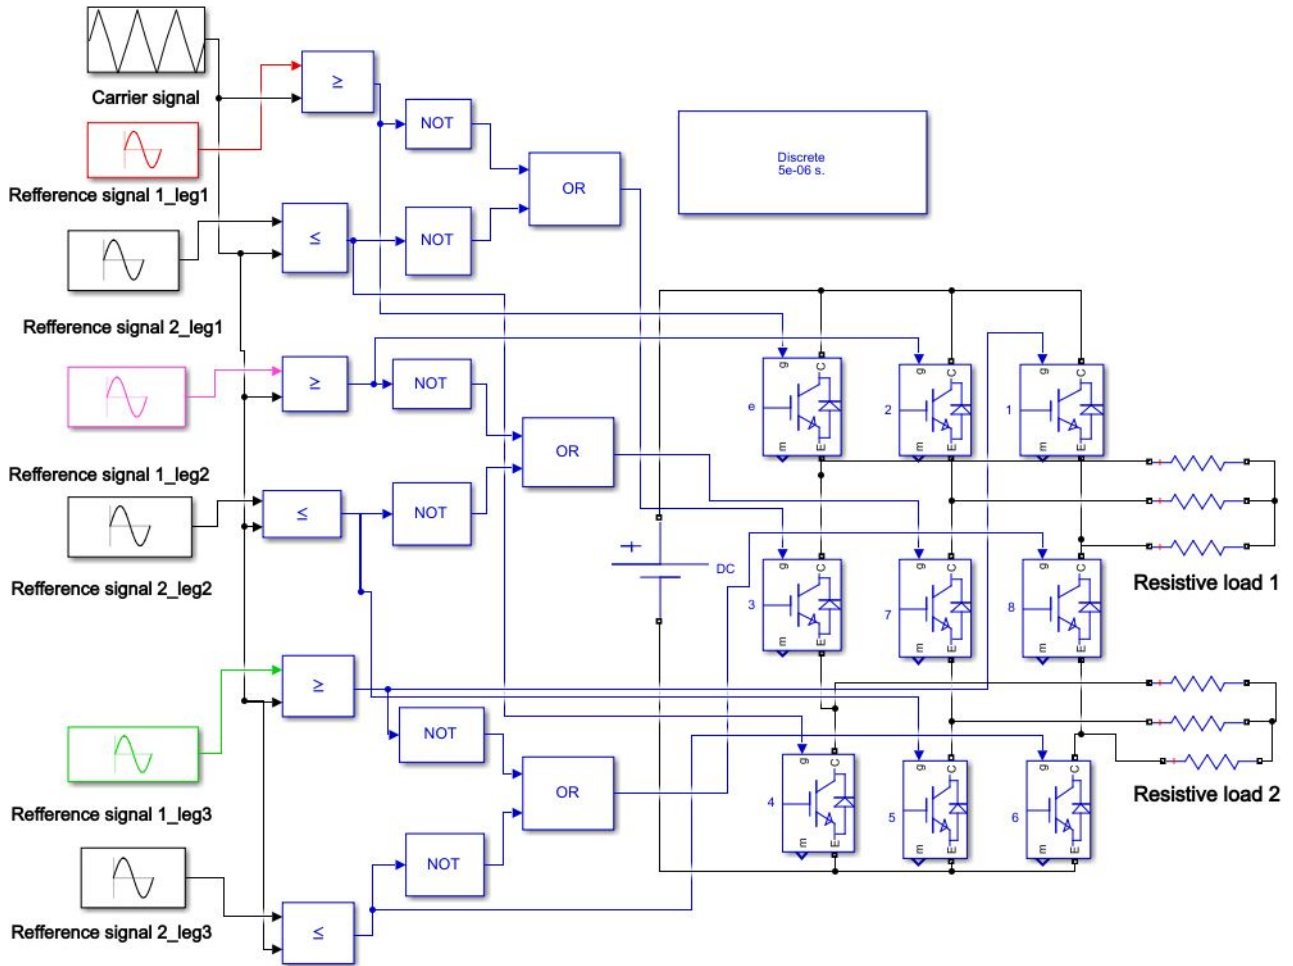 Carrier signal
≥
NOT
Refference signal 1_leg1
OR
Discrete
5e-06 s.
≤
NOT
Refference signal 2_leg1
≥
NOT
g C
e
m E
g C
2
m E
g C
1
m E
Refference signal 1_leg2
OR
≤
NOT
Refference signal 2_leg2
+
DC
g C
3
m E
g C
7
m E
g C
8
m E
Resistive load 1
≥
NOT
Refference signal 1_leg3
OR
g C
4
m E
g C
5
m E
g C
6
m E
Resistive load 2
NOT
Refference signal 2_leg3
≤